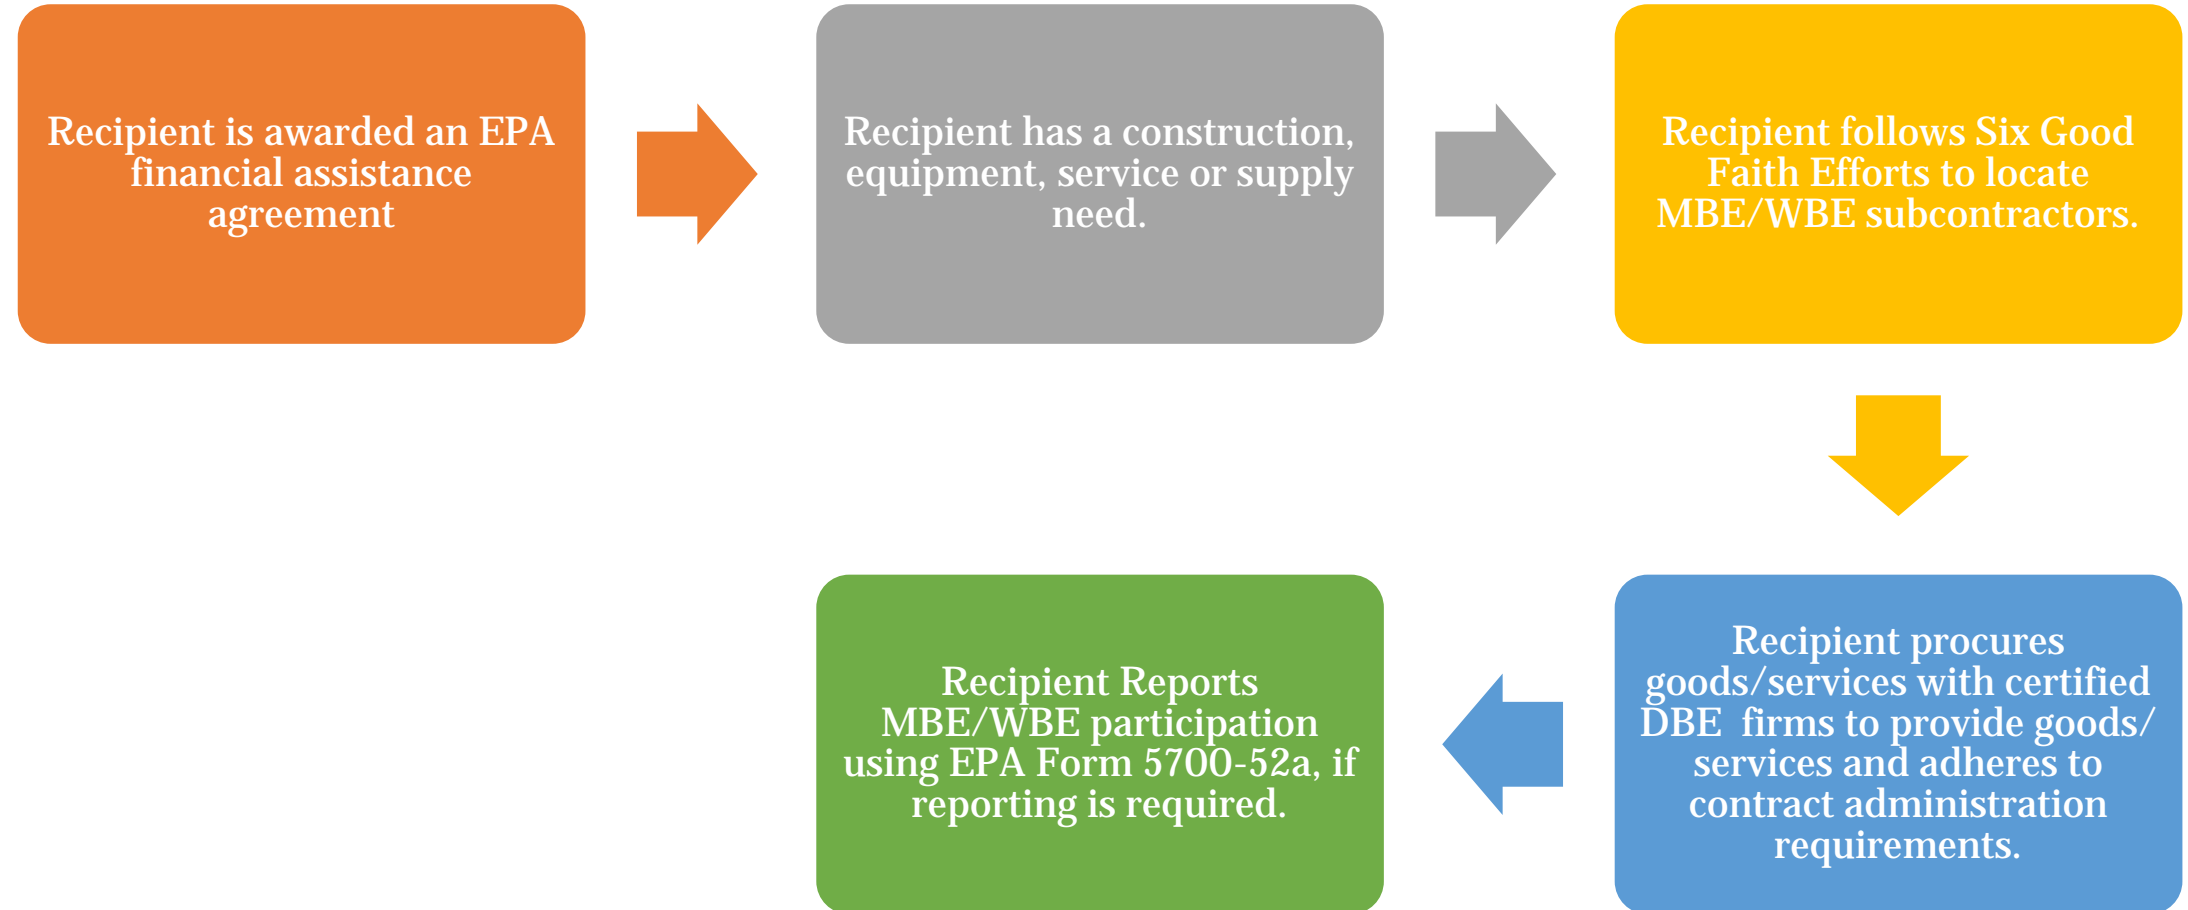 Recipient is awarded an EPA
financial assistance
agreement
Recipient has a construction,
equipment, service or supply
need.
Recipient follows Six Good
Faith Efforts to locate
MBE/WBE subcontractors.
Recipient procures
goods/services with certified
DBE  firms to provide goods/
services and adheres to
contract administration
requirements.
Recipient Reports
MBE/WBE participation
using EPA Form 5700-52a, if
reporting is required.